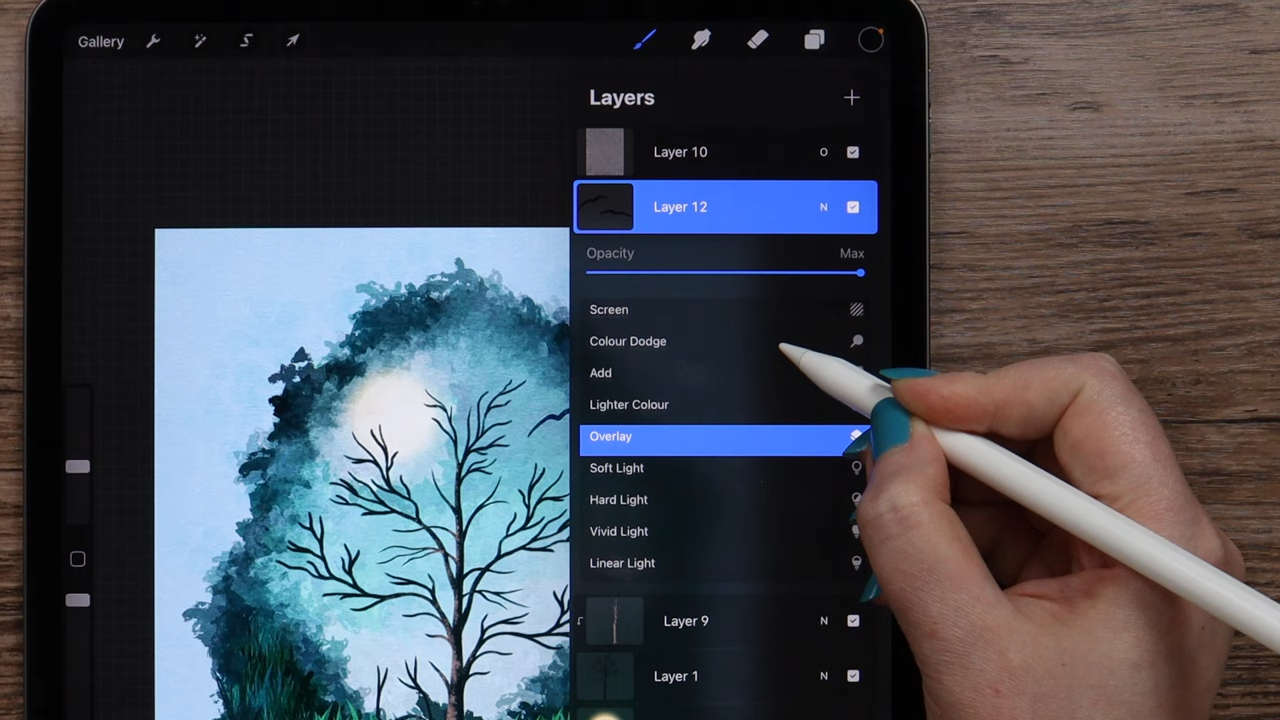 Gallery
Layers
Layer 10 O
Layer 12 N
Opacity Max
Screen
Colour Dodge
Add
Lighter Colour
Overlay
Soft Light
Hard Light
Vivid Light
Linear Light
Layer 9 N
Layer 1 N